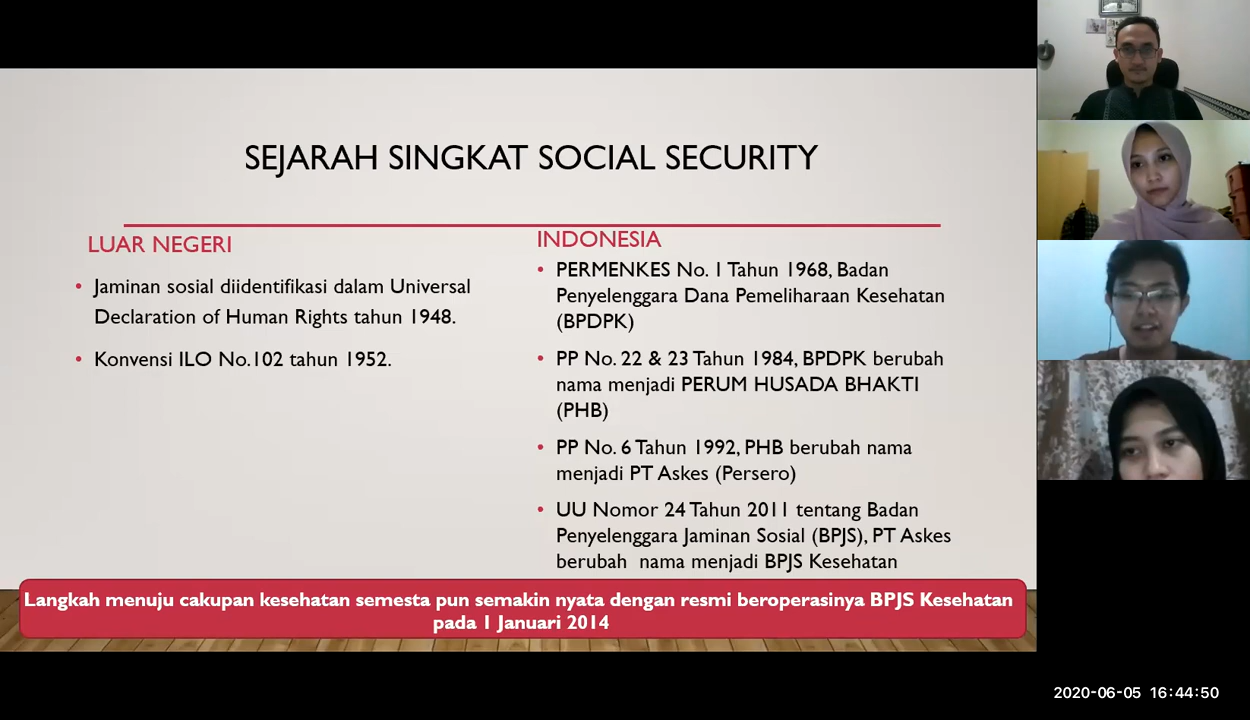 SEJARAH SINGKAT SOCIAL SECURITY
LUAR NEGERI
• Jaminan sosial diidentifikasi dalam Universal
Declaration of Human Rights tahun 1948.
• Konvensi ILO No.102 tahun 1952.
INDONESIA
• PERMENKES No. 1 Tahun 1968, Badan
Penyelenggara Dana Pemeliharaan Kesehatan
(BPDPK)
• PP No. 22 & 23 Tahun 1984, BPDPK berubah
nama menjadi PERUM HUSADA BHAKTI
(PHB)
• PP No. 6 Tahun 1992, PHB berubah nama
menjadi PT Askes (Persero)
• UU Nomor 24 Tahun 2011 tentang Badan
Penyelenggara Jaminan Sosial (BPJS), PT Askes
berubah nama menjadi BPJS Kesehatan
Langkah menuju cakupan kesehatan semesta pun semakin nyata dengan resmi beroperasinya BPJS Kesehatan
pada 1 Januari 2014
2020-06-05 16:44:50